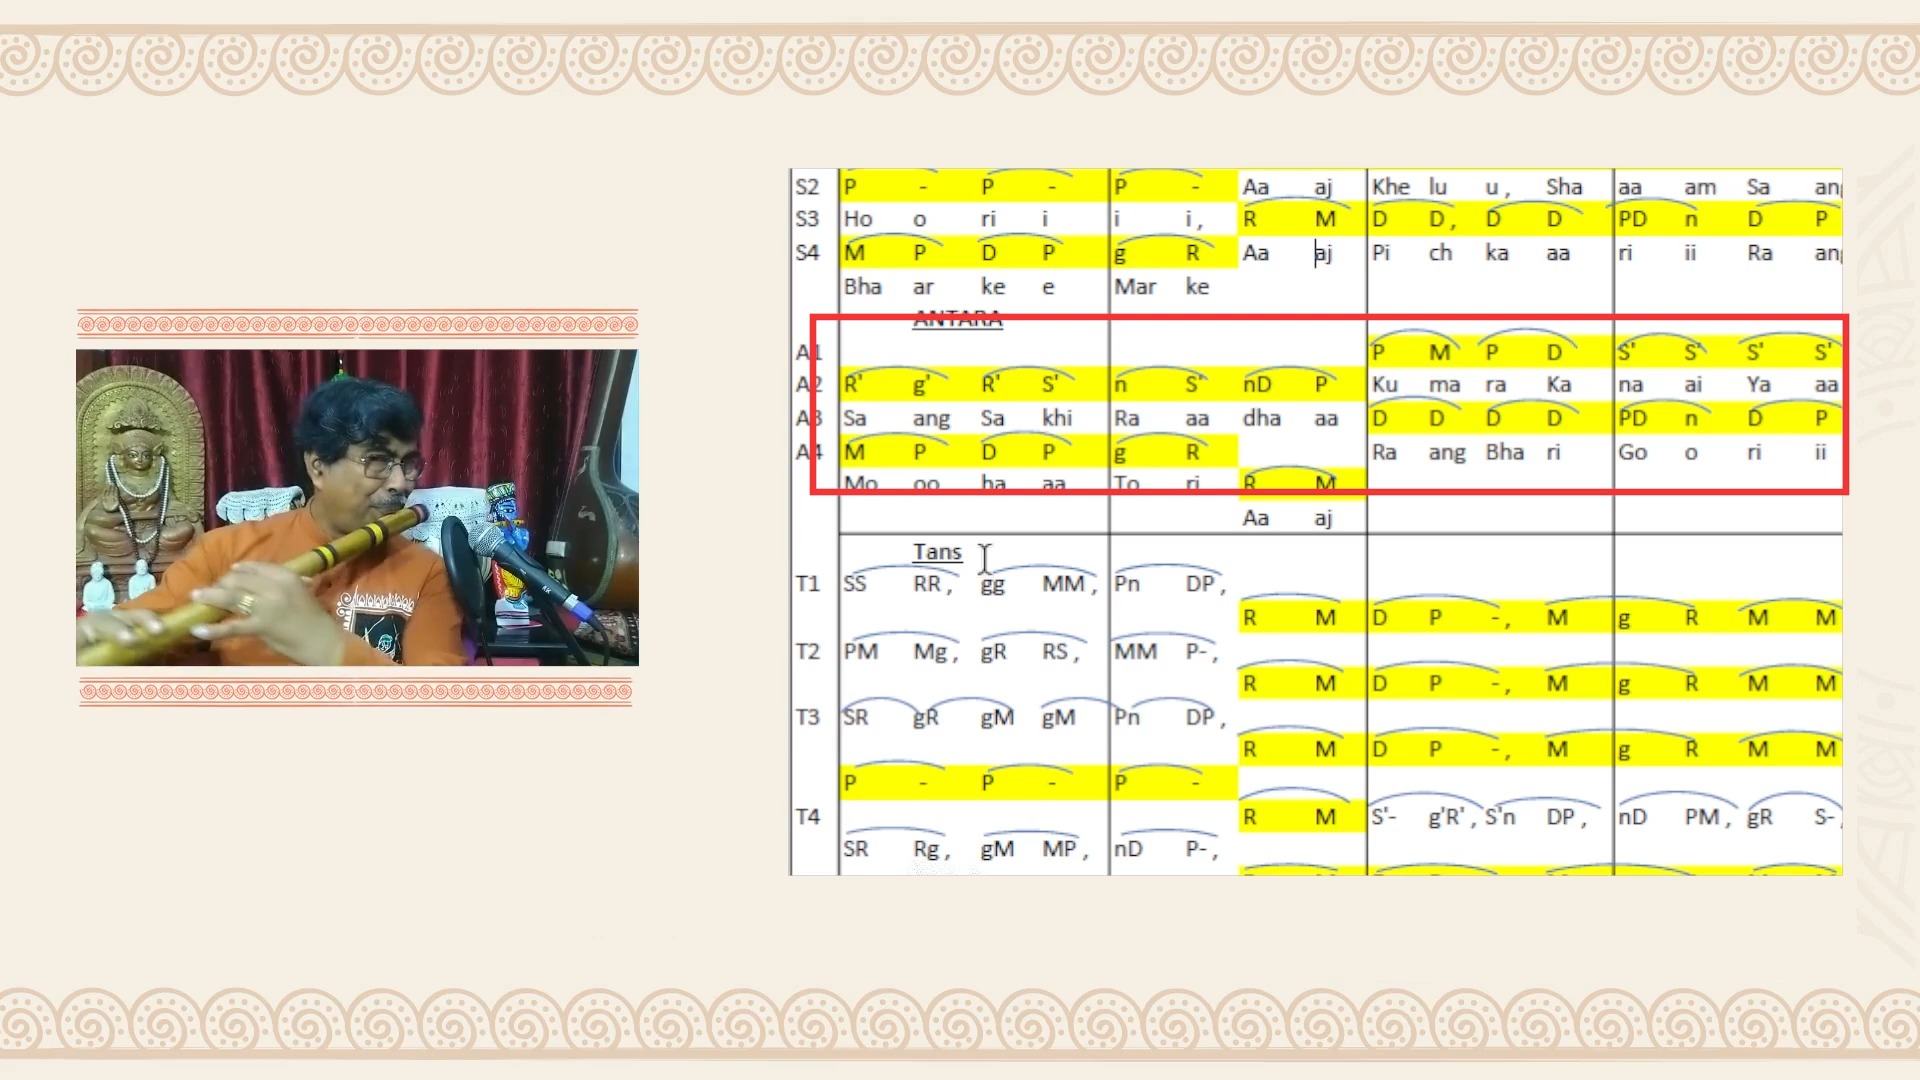 S2 P - P - P - Aa aj Khe lu u , Sha aa am Sa
S3 Ho o ri i i i , R M D D , D D PD n D P
S4 M P D P g R Aa aj Pi ch ka aa ri ii Ra
Bha ar ke e Mar ke
ANTARA
A1 P M P D S' S' S' S'
A2 R' g' R' S' n S' nD P Ku ma ra Ka na ai Ya aa
A3 Sa ang Sa khi Ra aa dha aa D D D D PD n D P
A4 M P D P g R Ra ang Bha ri Go o ri ii
Mo oo ha aa To ri R M
Aa aj
Tans
T1 SS RR , gg MM , Pn DP ,
R M D P - , M g R M M
T2 PM Mg , gR RS , MM P- ,
R M D P - , M g R M M
T3 SR gR gM gM Pn DP ,
R M D P - , M g R M M
P - P - P -
T4 R M S'- g'R' , S'n DP , nD PM , gR S- ,
SR Rg , gM MP , nD P- ,